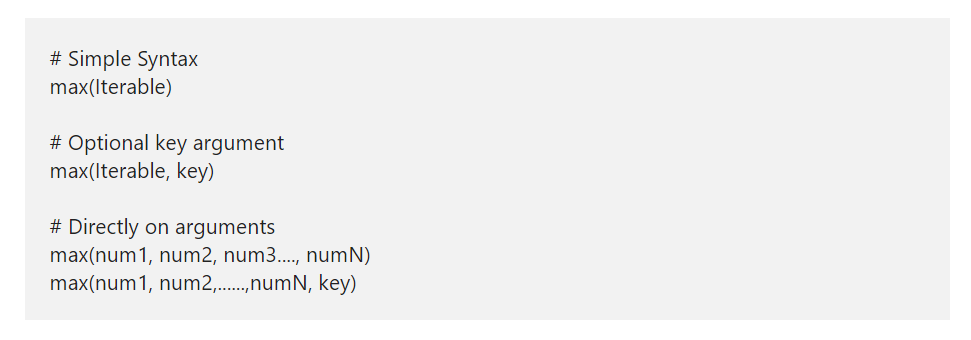 # Simple Syntax
max(Iterable)
# Optional key argument
max(Iterable, key)
# Directly on arguments
max(num1, num2, num3...., numN)
max(num1, num2,......,numN, key)